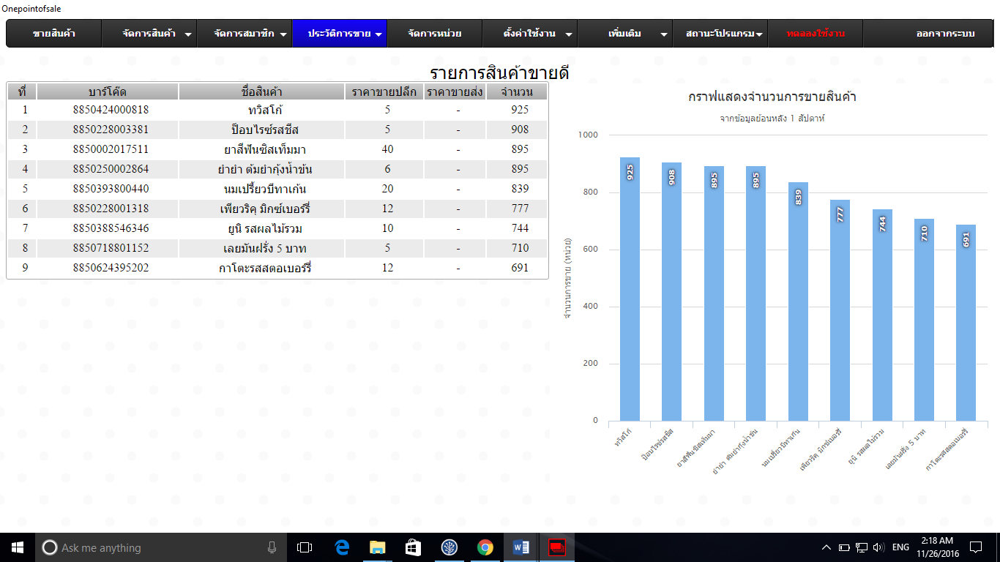 Onepointofsale
ขายสินค้า จัดการสินค้า จัดการสมาชิก ประวัติการขาย จัดการหน่วย ตั้งค่าใช้งาน เพิ่มเติม สถานะโปรแกรม ทดลองใช้งาน ออกจากระบบ
รายการสินค้าขายดี
ที่ บาร์โค๊ด ชื่อสินค้า ราคาขายปลีก ราคาขายส่ง จำนวน
1 8850424000818 ทวิสโก้ 5 - 925
2 8850228003381 ป็อบไรซ์รสชีส 5 - 908
3 8850002017511 ยาสีฟันซิสเท็มมา 40 - 895
4 8850250002864 ยำยำ ต้มยำกุ้งน้ำข้น 6 - 895
5 8850393800440 นมเปรี้ยวบีทาเก้น 20 - 839
6 8850228001318 เพียวริคุ มิกซ์เบอร์รี่ 12 - 777
7 8850388546346 ยูนิ รสผลไม้รวม 10 - 744
8 8850718801152 เลยมันฝรั่ง 5 บาท 5 - 710
9 8850624395202 กาโตะรสสตอเบอร์รี่ 12 - 691
กราฟแสดงจำนวนการขายสินค้า
จากข้อมูลย้อนหลัง 1 สัปดาห์
จำนวนการขาย (หน่วย)
1000
800
600
400
200
0
925 908 895 895 839 777 744 710 691
ทวิสโก้ ป็อบไรซ์รสชีส ยาสีฟันซิสเท็มมา ยำยำ ต้มยำกุ้งน้ำข้น นมเปรี้ยวบีทาเก้น เพียวริคุ มิกซ์เบอร์รี่ ยูนิ รสผลไม้รวม เลยมันฝรั่ง 5 บาท กาโตะรสสตอเบอร์รี่
Ask me anything
ENG
2:18 AM
11/26/2016